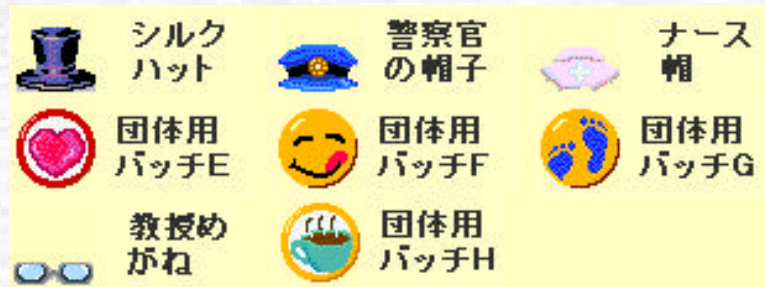 シルク
ハット
警察官
の帽子
ナース
帽
団体用
バッチE
団体用
バッチF
団体用
バッチG
教授め
がね
団体用
バッチH